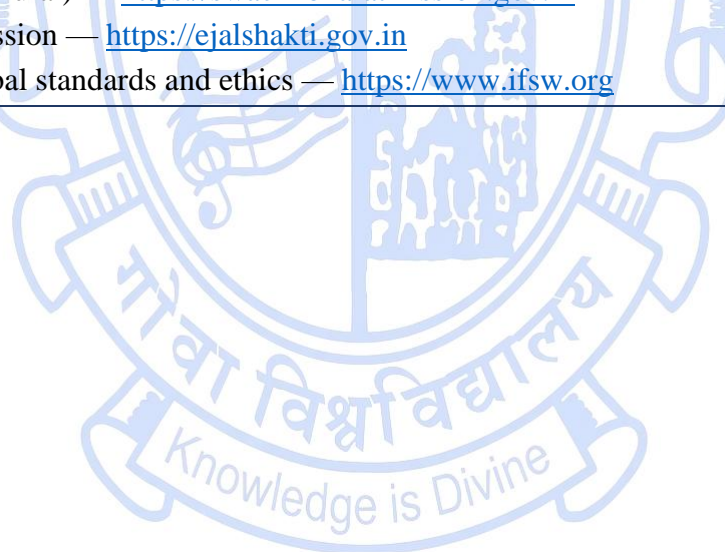 ssion — https://ejalshakti.gov.in
bal standards and ethics — https://www.ifsw.org
गोवा विश्वविद्यालय
Knowledge is Divine